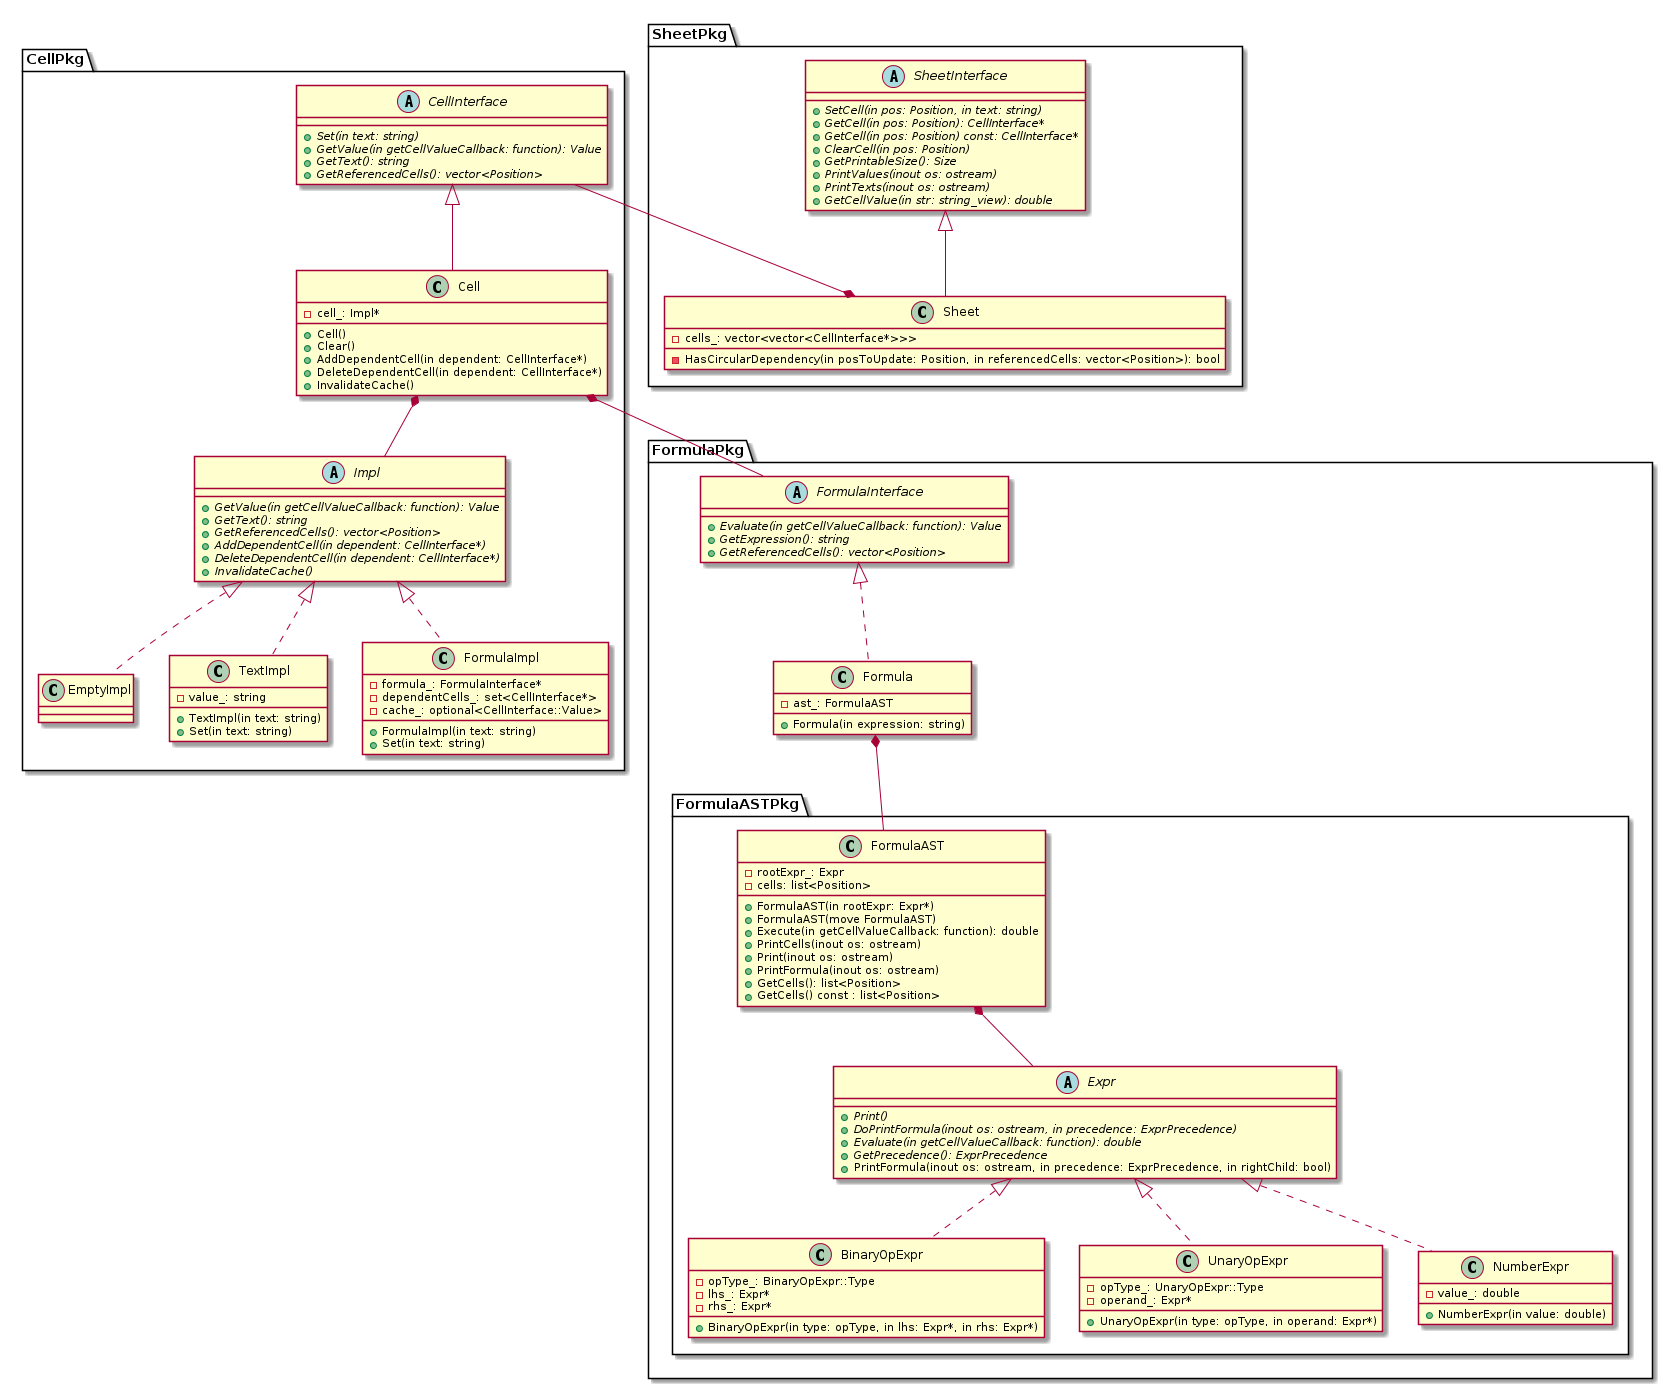 SheetPkg
A SheetInterface
SetCell(in pos: Position, in text: string)
GetCell(in pos: Position): CellInterface*
GetCell(in pos: Position) const: CellInterface*
ClearCell(in pos: Position)
GetPrintableSize(): Size
PrintValues(inout os: ostream)
PrintTexts(inout os: ostream)
GetCellValue(in str: string_view): double
C Sheet
cells_: vector<vector<CellInterface*>>>
HasCircularDependency(in posToUpdate: Position, in referencedCells: vector<Position>): bool
CellPkg
A CellInterface
Set(in text: string)
GetValue(in getCellValueCallback: function): Value
GetText(): string
GetReferencedCells(): vector<Position>
C Cell
cell_: Impl*
Cell()
Clear()
AddDependentCell(in dependent: CellInterface*)
DeleteDependentCell(in dependent: CellInterface*)
InvalidateCache()
A Impl
GetValue(in getCellValueCallback: function): Value
GetText(): string
GetReferencedCells(): vector<Position>
AddDependentCell(in dependent: CellInterface*)
DeleteDependentCell(in dependent: CellInterface*)
InvalidateCache()
C EmptyImpl
C TextImpl
value_: string
TextImpl(in text: string)
Set(in text: string)
C FormulaImpl
formula_: FormulaInterface*
dependentCells_: set<CellInterface*>
cache_: optional<CellInterface::Value>
FormulaImpl(in text: string)
Set(in text: string)
FormulaPkg
A FormulaInterface
Evaluate(in getCellValueCallback: function): Value
GetExpression(): string
GetReferencedCells(): vector<Position>
C Formula
ast_: FormulaAST
Formula(in expression: string)
FormulaASTPkg
C FormulaAST
rootExpr_: Expr
cells: list<Position>
FormulaAST(in rootExpr: Expr*)
FormulaAST(move FormulaAST)
Execute(in getCellValueCallback: function): double
PrintCells(inout os: ostream)
Print(inout os: ostream)
PrintFormula(inout os: ostream)
GetCells(): list<Position>
GetCells() const : list<Position>
A Expr
Print()
DoPrintFormula(inout os: ostream, in precedence: ExprPrecedence)
Evaluate(in getCellValueCallback: function): double
GetPrecedence(): ExprPrecedence
PrintFormula(inout os: ostream, in precedence: ExprPrecedence, in rightChild: bool)
C BinaryOpExpr
opType_: BinaryOpExpr::Type
lhs_: Expr*
rhs_: Expr*
BinaryOpExpr(in type: opType, in lhs: Expr*, in rhs: Expr*)
C UnaryOpExpr
opType_: UnaryOpExpr::Type
operand_: Expr*
UnaryOpExpr(in type: opType, in operand: Expr*)
C NumberExpr
value_: double
NumberExpr(in value: double)